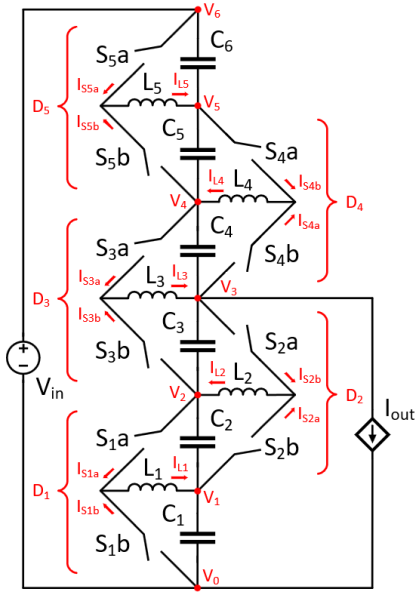 V6
S5a
C6
IS5a
L5
IL5
V5
D5
IS5b
C5
S4a
S5b
IL4
L4
IS4b
V4
D4
S3a
C4
IS4a
S4b
IS3a
L3
IL3
V3
D3
IS3b
C3
S3b
S2a
Vin
IL2
L2
IS2b
Iout
V2
D2
S1a
C2
IS2a
S2b
IS1a
L1
IL1
V1
D1
IS1b
C1
S1b
V0